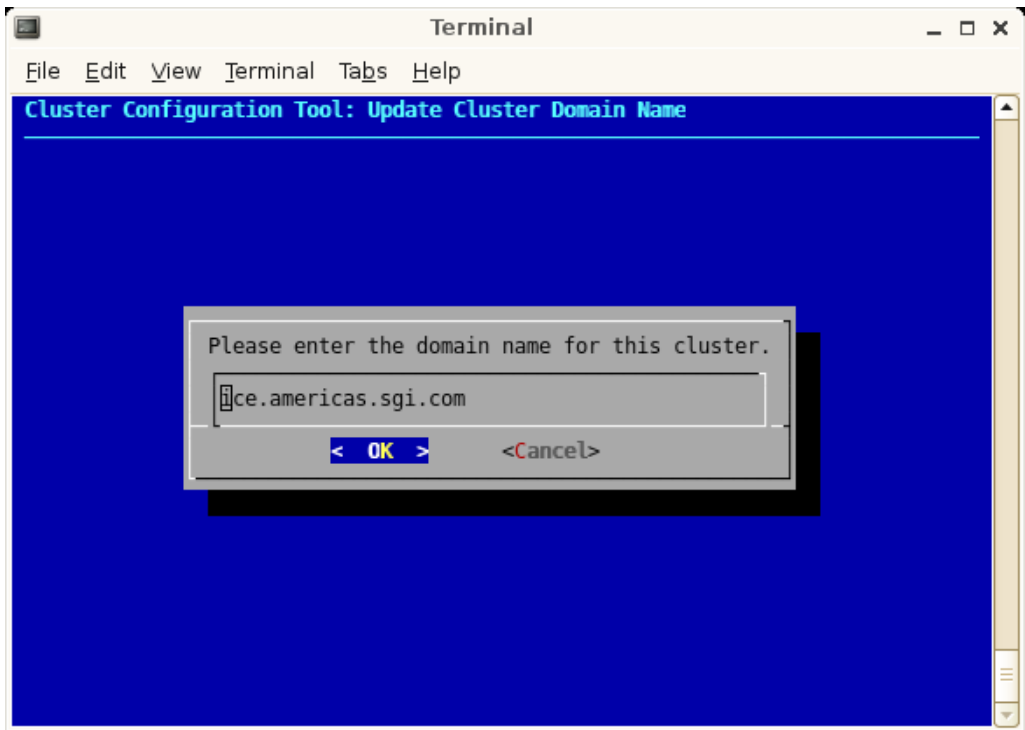 Terminal
File Edit View Terminal Tabs Help
Cluster Configuration Tool: Update Cluster Domain Name
Please enter the domain name for this cluster.
ice.americas.sgi.com
< OK > <Cancel>